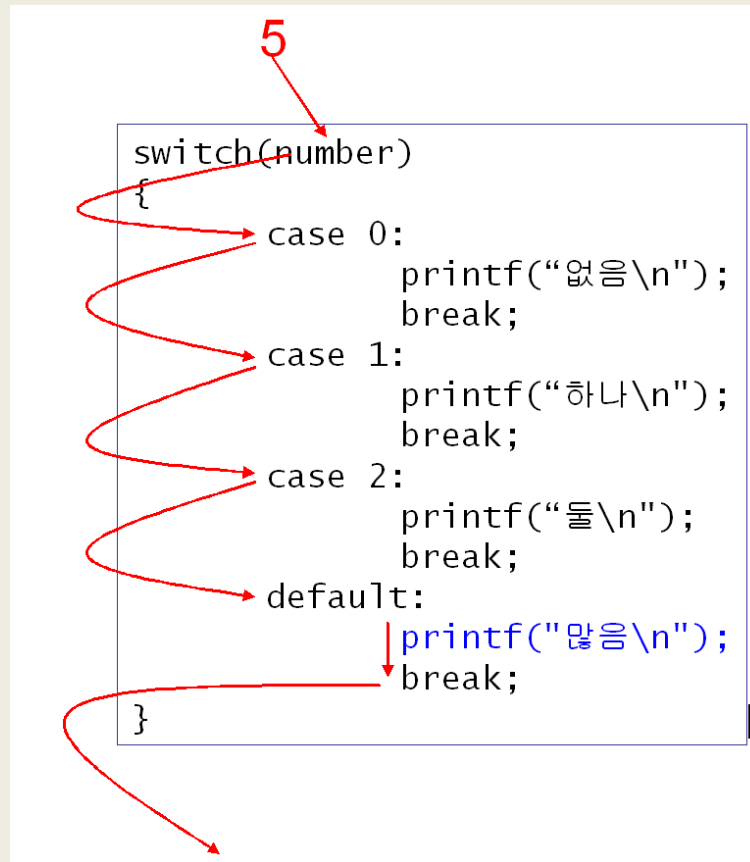 5
switch(number)
{
case 0:
printf(“없음\n");
break;
case 1:
printf(“하나\n");
break;
case 2:
printf(“둘\n");
break;
default:
printf("많음\n");
break;
}